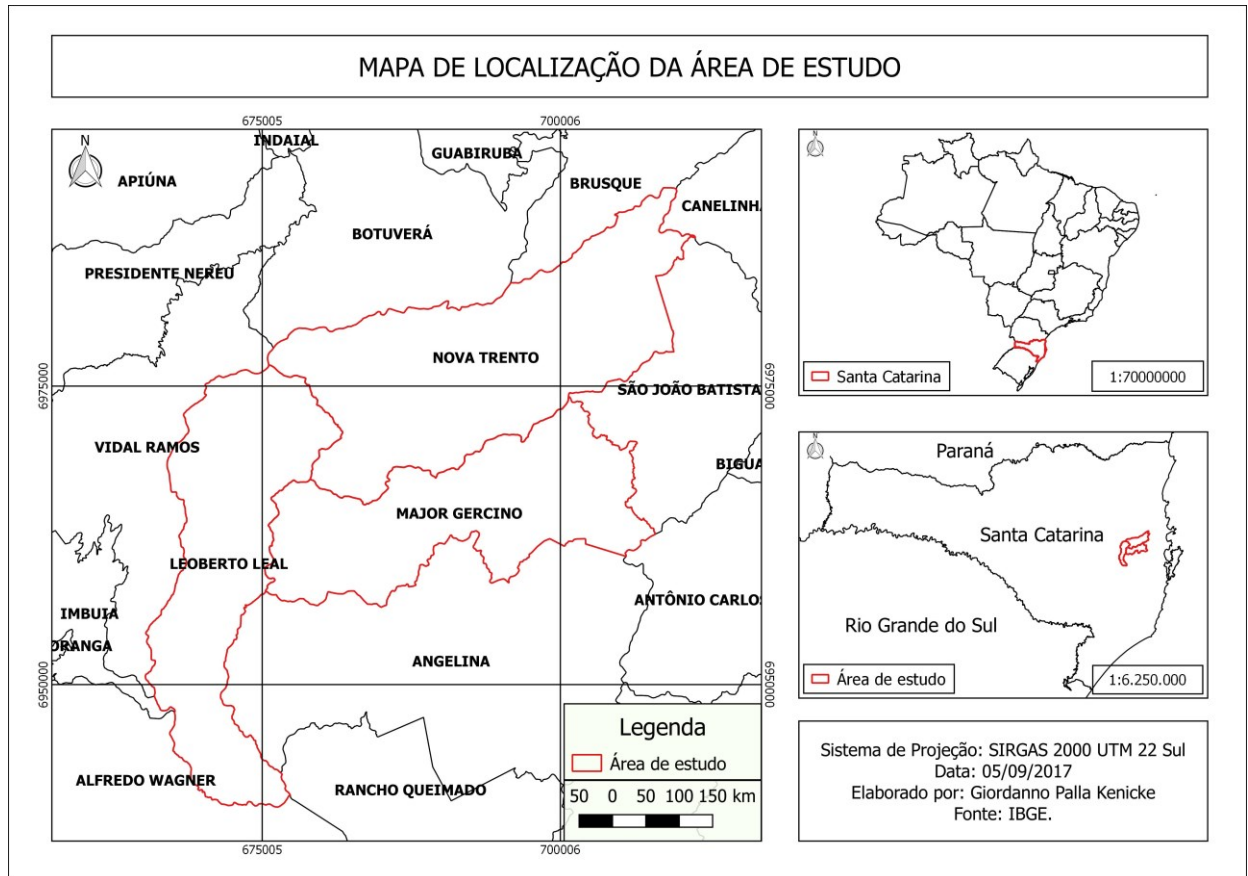 MAPA DE LOCALIZAÇÃO DA ÁREA DE ESTUDO
675005
700006
N
INDAIAL
GUABIRUBA
APIÚNA
BRUSQUE
CANELINHA
BOTUVERÁ
PRESIDENTE NEREU
NOVA TRENTO
6975000
SÃO JOÃO BATISTA
6975000
VIDAL RAMOS
BIGUA
MAJOR GERCINO
LEOBERTO LEAL
IMBUIA
ANTÔNIO CARLOS
ORANGA
ANGELINA
6950000
6950000
ALFREDO WAGNER
RANCHO QUEIMADO
Legenda
Área de estudo
50 0 50 100 150 km
675005
700006
N
Santa Catarina
1:70000000
N
Paraná
Santa Catarina
Rio Grande do Sul
Área de estudo
1:6.250.000
Sistema de Projeção: SIRGAS 2000 UTM 22 Sul
Data: 05/09/2017
Elaborado por: Giordanno Palla Kenicke
Fonte: IBGE.